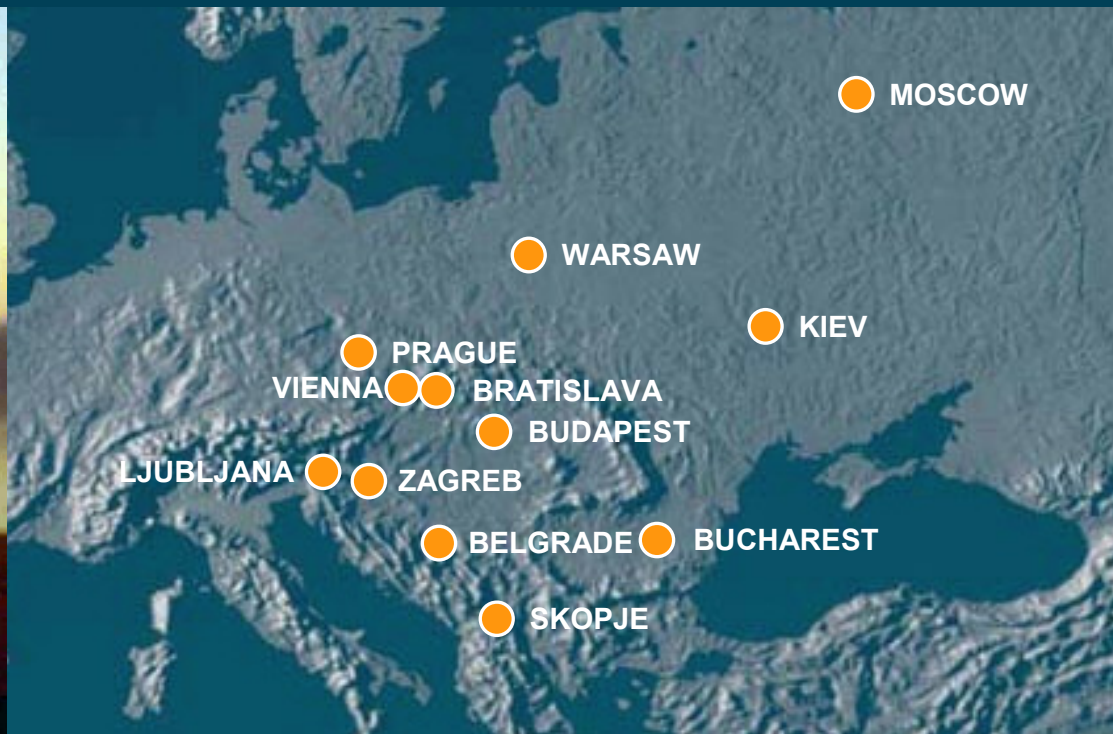 MOSCOW
WARSAW
KIEV
PRAGUE
VIENNA
BRATISLAVA
BUDAPEST
LJUBLJANA
ZAGREB
BELGRADE
BUCHAREST
SKOPJE